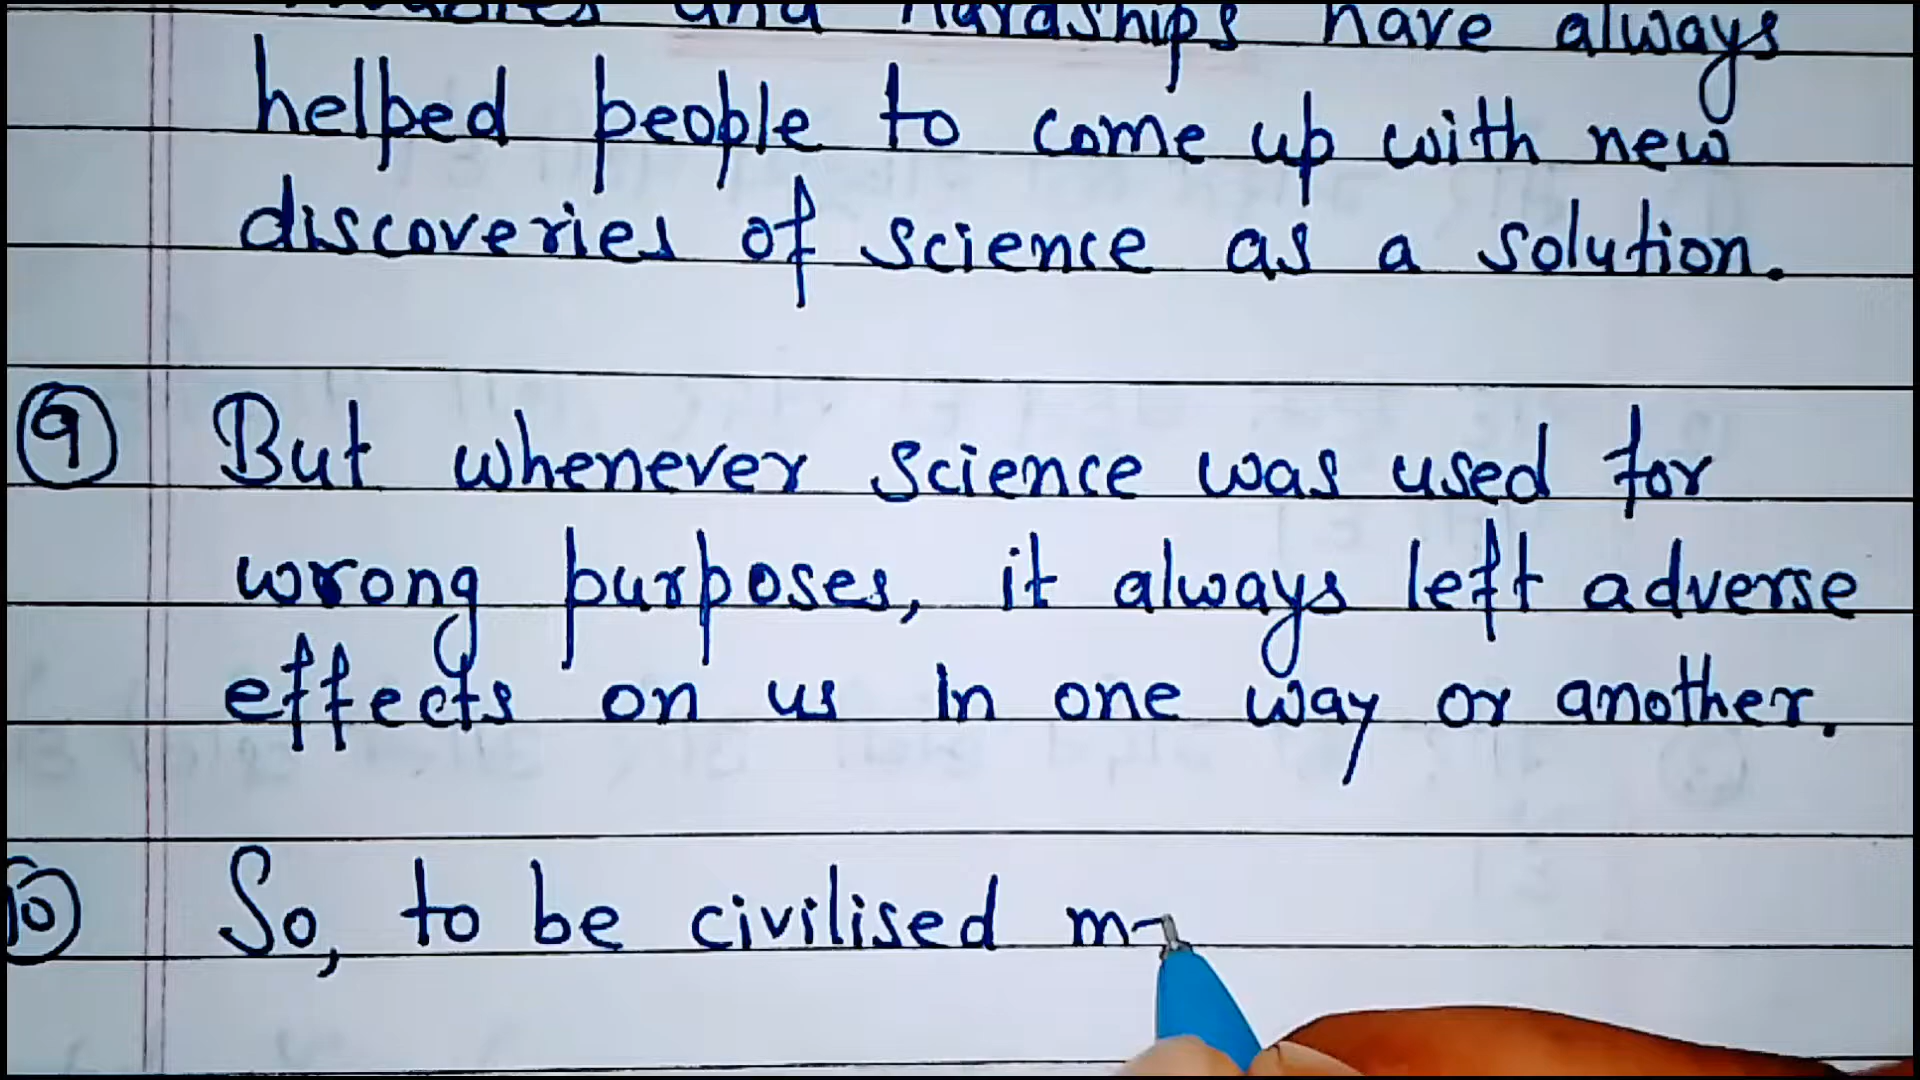 and hardships have always
helped people to come up with new
discoveries of science as a solution.
9 But whenever science was used for
wrong purposes, it always left adverse
effects on us in one way or another.
10 So, to be civilised m